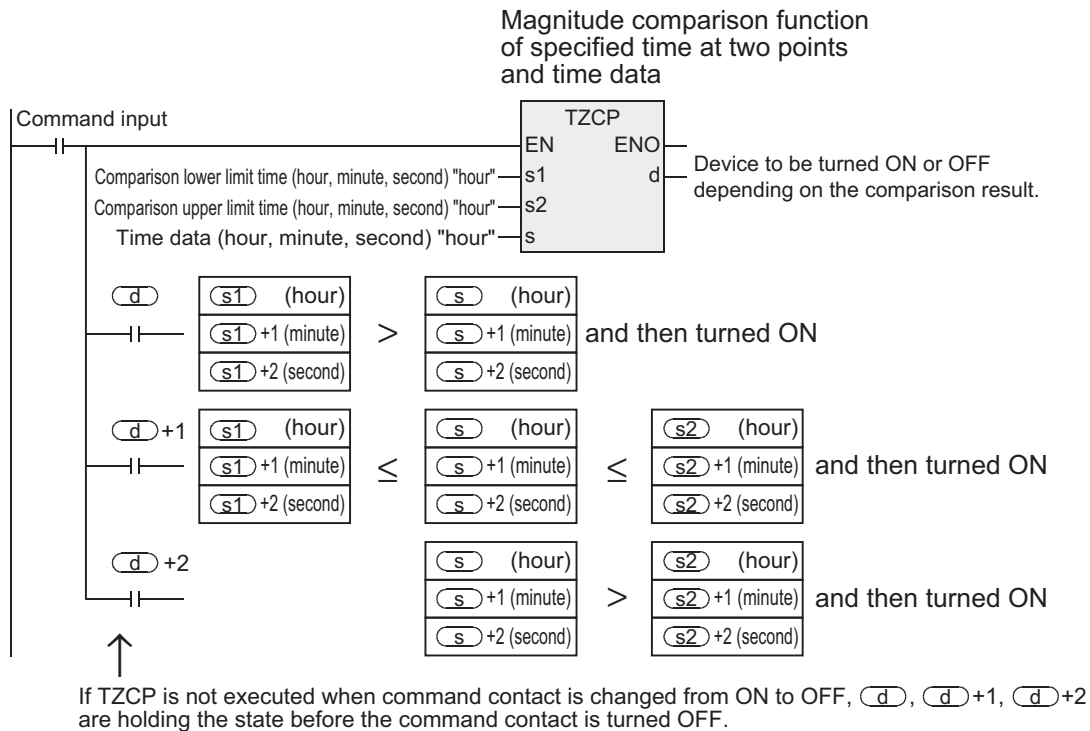 Magnitude comparison function
of specified time at two points
and time data
Command input
TZCP
EN ENO
Comparison lower limit time (hour, minute, second) "hour" s1 d
Device to be turned ON or OFF
depending on the comparison result.
Comparison upper limit time (hour, minute, second) "hour" s2
Time data (hour, minute, second) "hour" s
d s1 (hour) s (hour)
s1 +1 (minute) > s +1 (minute) and then turned ON
s1 +2 (second) s +2 (second)
d +1 s1 (hour) s (hour) s2 (hour)
s1 +1 (minute) ≤ s +1 (minute) ≤ s2 +1 (minute) and then turned ON
s1 +2 (second) s +2 (second) s2 +2 (second)
d +2 s (hour) s2 (hour)
s +1 (minute) > s2 +1 (minute) and then turned ON
s +2 (second) s2 +2 (second)
If TZCP is not executed when command contact is changed from ON to OFF, d , d +1, d +2
are holding the state before the command contact is turned OFF.